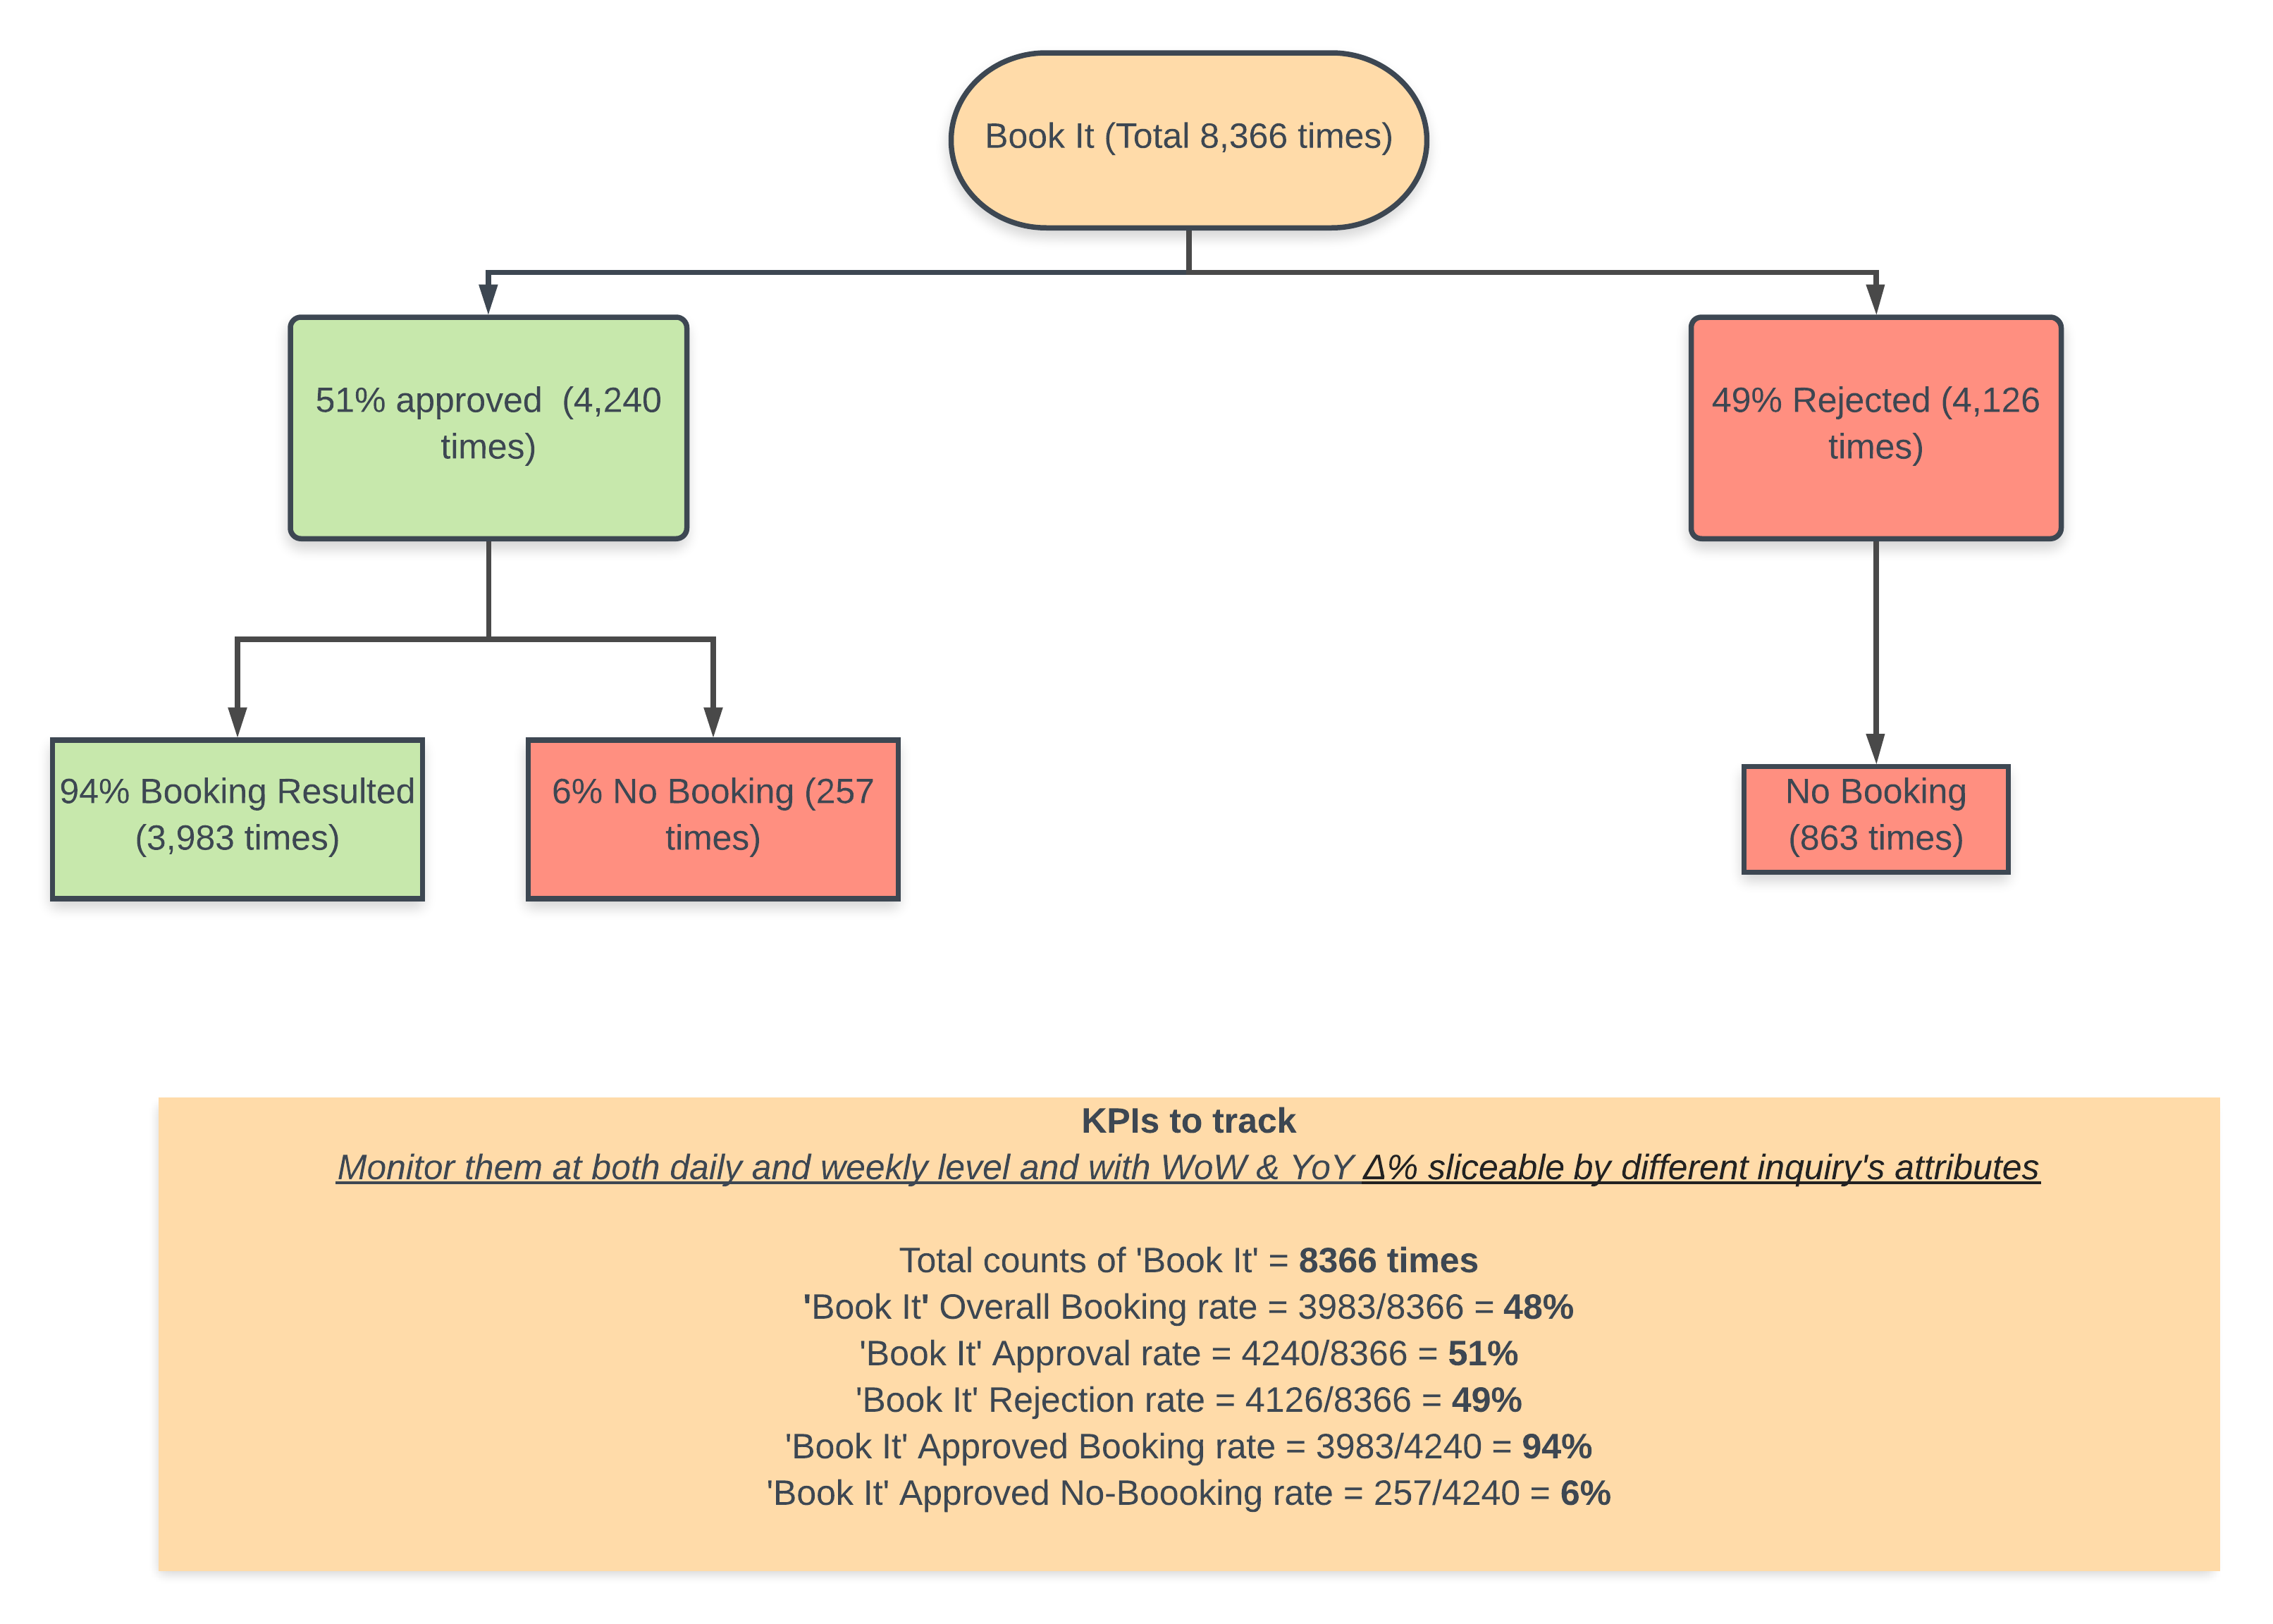 Book It (Total 8,366 times)
51% approved  (4,240
times)
49% Rejected (4,126
times)
94% Booking Resulted
(3,983 times)
6% No Booking (257
times)
No Booking
(863 times)
KPIs to track
Monitor them at both daily and weekly level and with WoW & YoY Δ% sliceable by different inquiry's attributes
Total counts of 'Book It' = 8366 times
'Book It' Overall Booking rate = 3983/8366 = 48%
'Book It' Approval rate = 4240/8366 = 51%
'Book It' Rejection rate = 4126/8366 = 49%
'Book It' Approved Booking rate = 3983/4240 = 94%
'Book It' Approved No-Boooking rate = 257/4240 = 6%